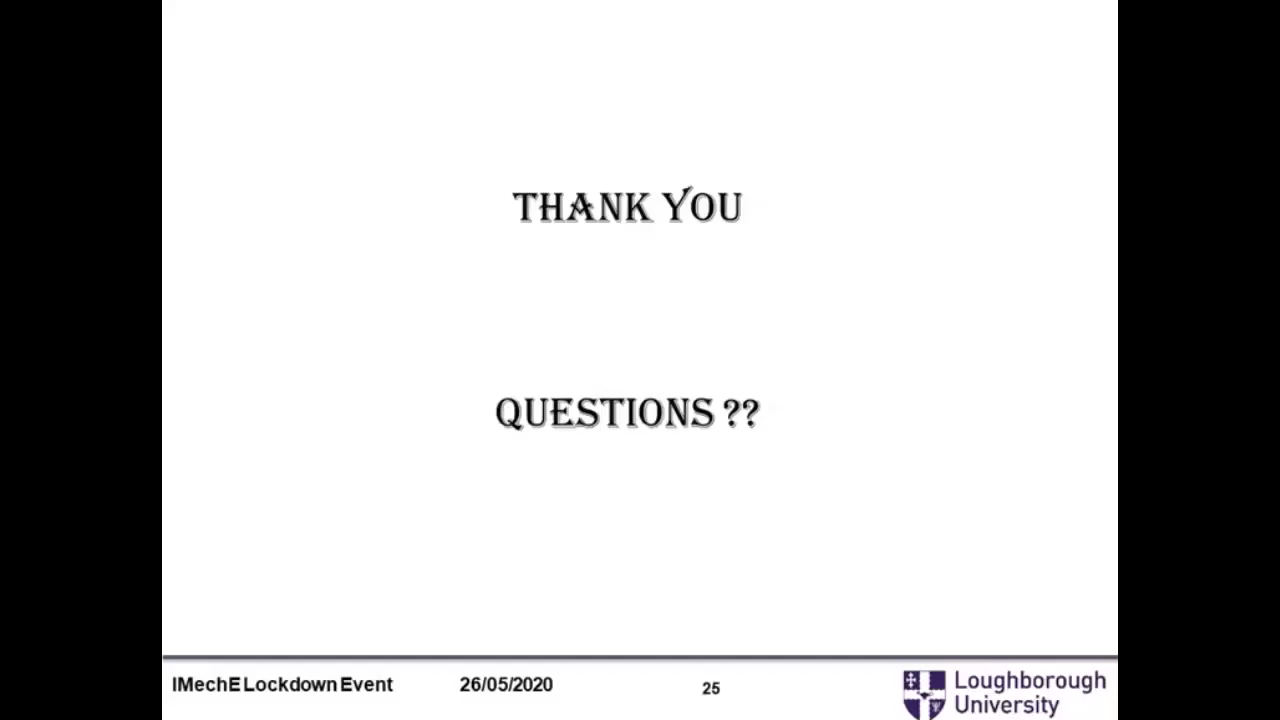 THANK YOU
QUESTIONS ??
IMechE Lockdown Event 26/05/2020 25
Loughborough
University